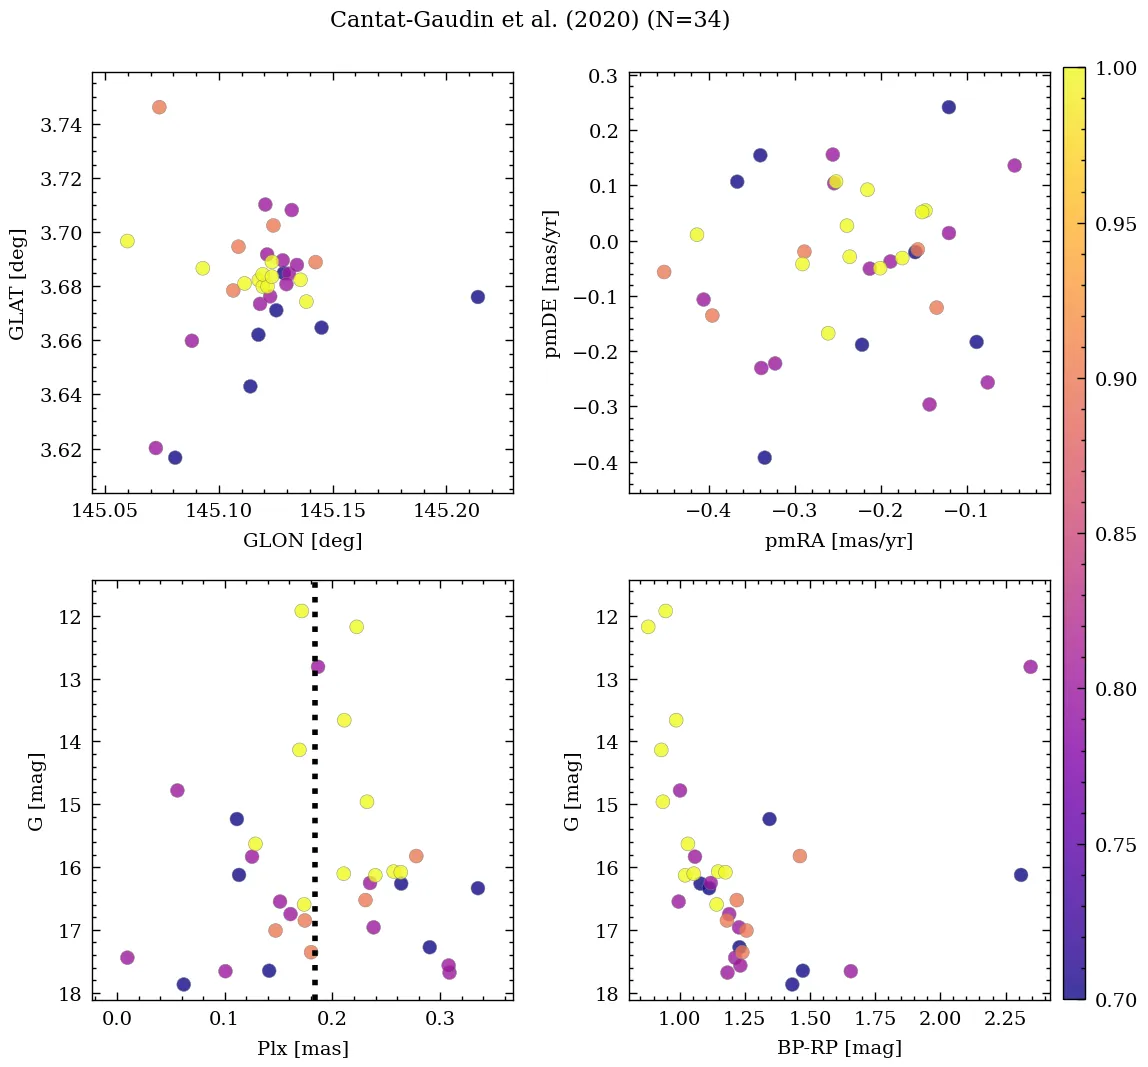 Cantat-Gaudin et al. (2020) (N=34)
GLAT [deg]
3.74
3.72
3.70
3.68
3.66
3.64
3.62
145.05 145.10 145.15 145.20
GLON [deg]
pmDE [mas/yr]
0.3
0.2
0.1
0.0
−0.1
−0.2
−0.3
−0.4
−0.4 −0.3 −0.2 −0.1
pmRA [mas/yr]
G [mag]
12
13
14
15
16
17
18
0.0 0.1 0.2 0.3
Plx [mas]
G [mag]
12
13
14
15
16
17
18
1.00 1.25 1.50 1.75 2.00 2.25
BP-RP [mag]
1.00
0.95
0.90
0.85
0.80
0.75
0.70